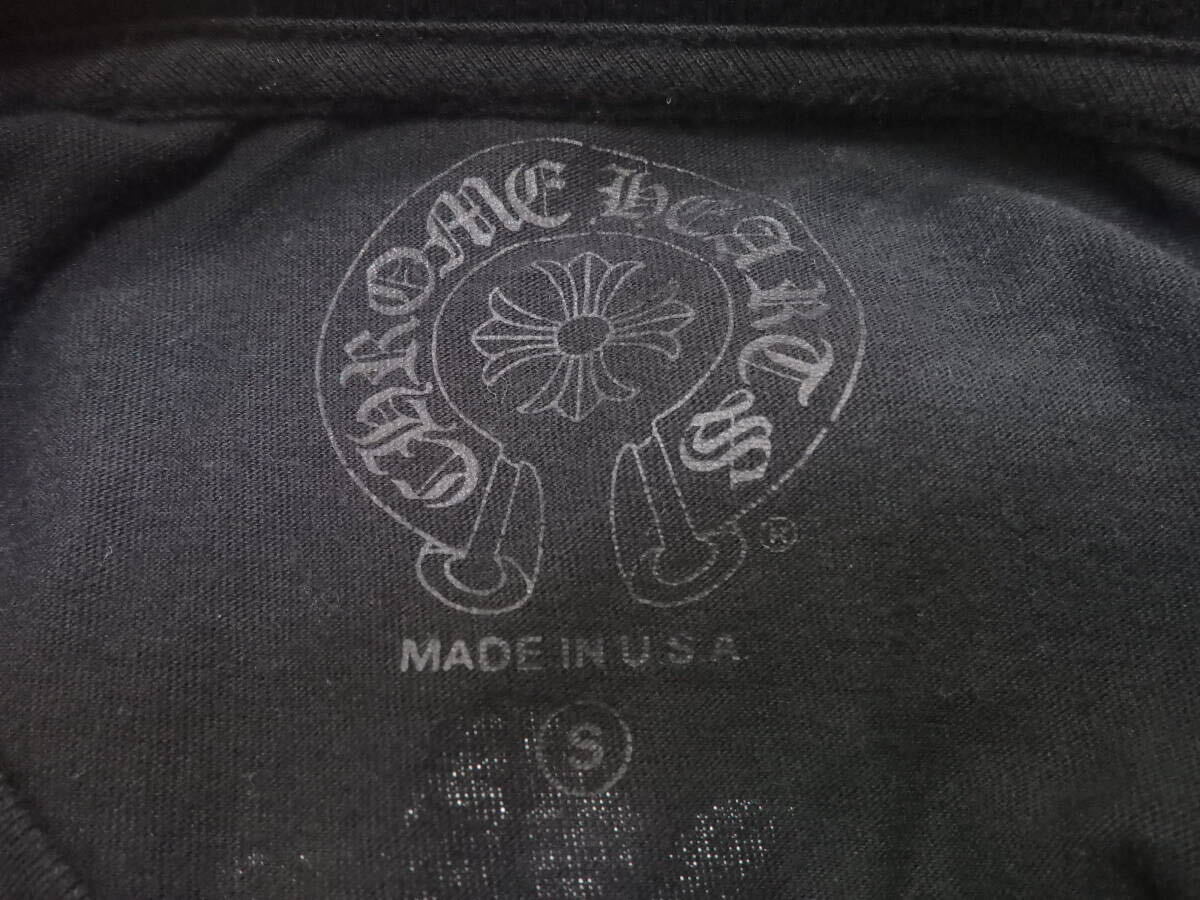 CHROME HEARTS
®
MADE IN U.S.A
S